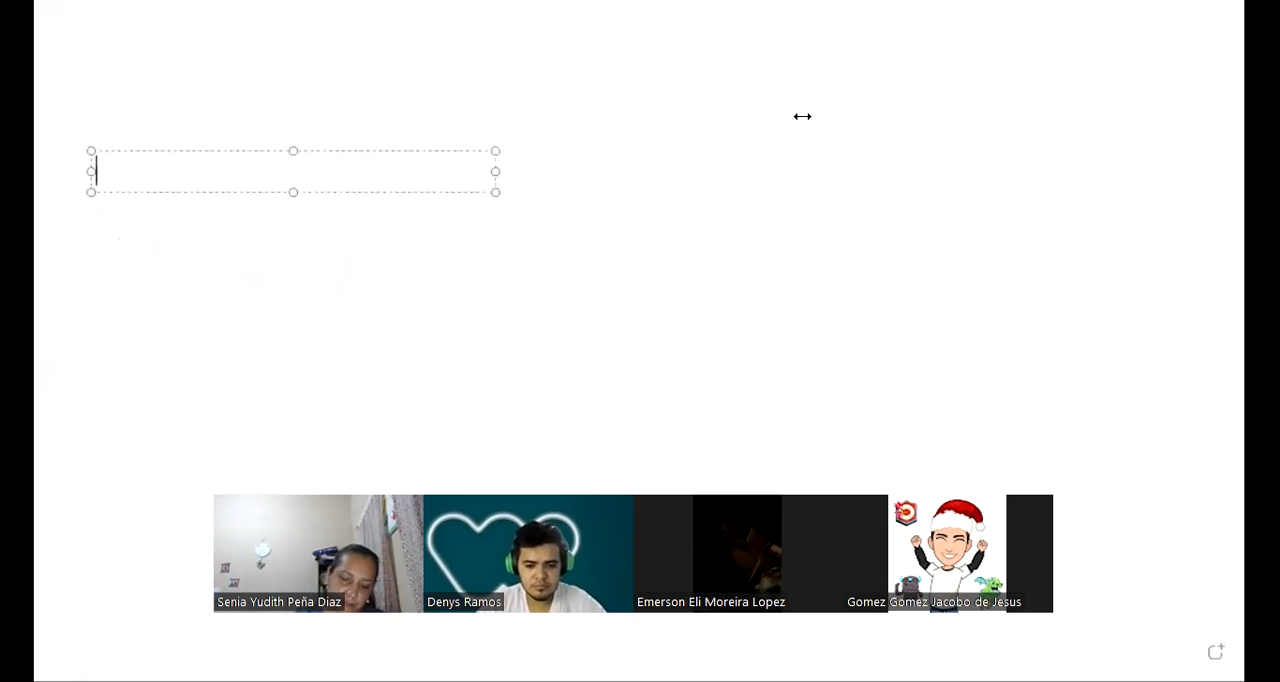 Senia Yudith Peña Diaz
Denys Ramos
Emerson Eli Moreira Lopez
Gomez Gomez Jacobo de Jesus